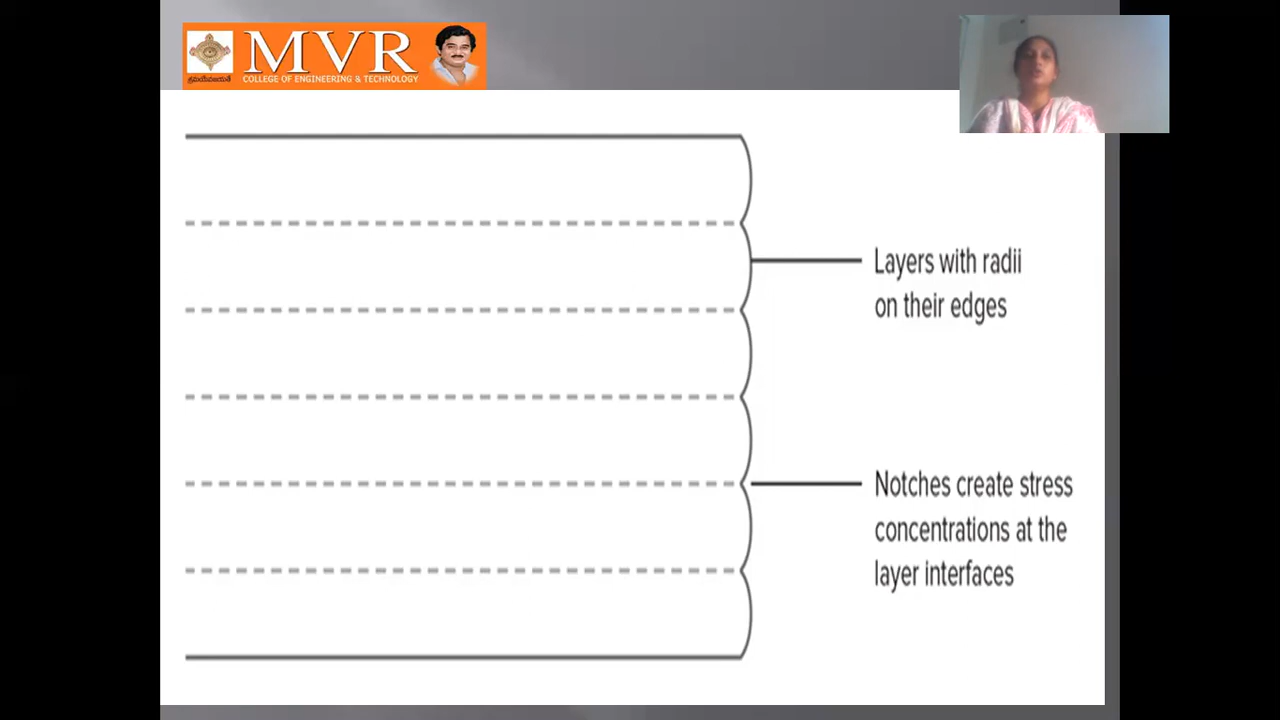 MVR
COLLEGE OF ENGINEERING & TECHNOLOGY
Layers with radii
on their edges
Notches create stress
concentrations at the
layer interfaces